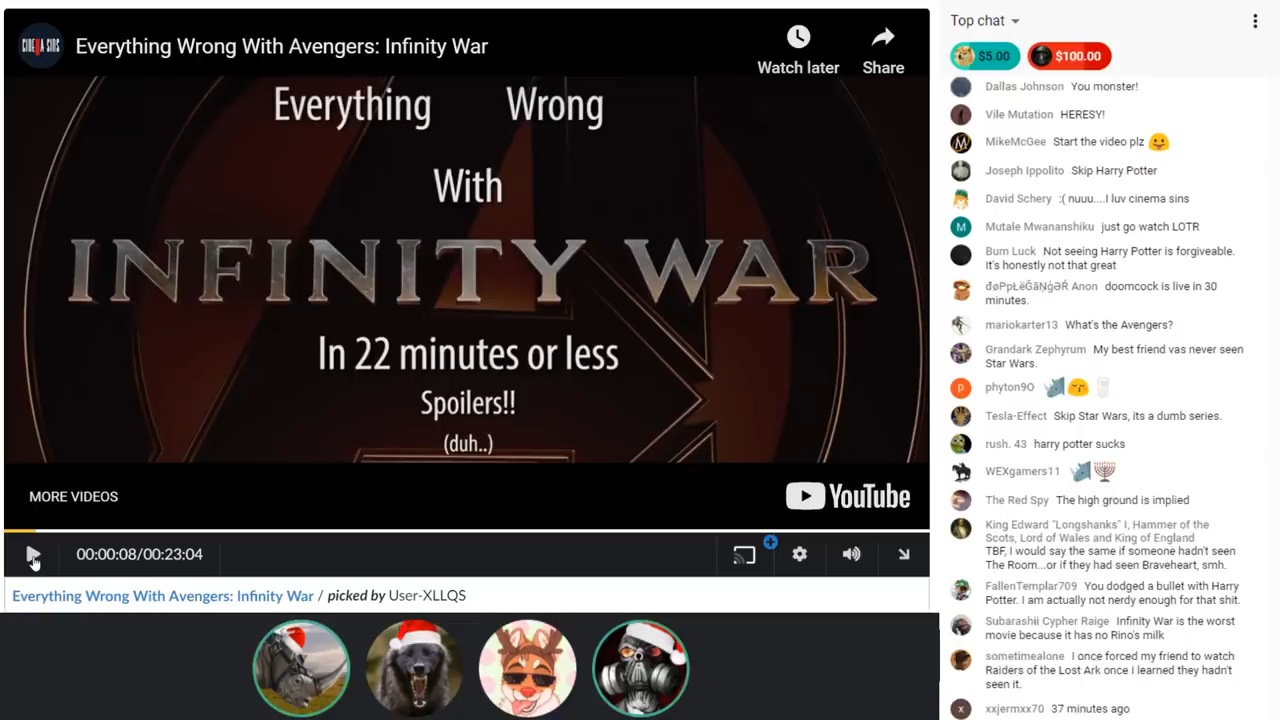 CINEMA SINS
Everything Wrong With Avengers: Infinity War
Watch later
Share
Everything Wrong
With
INFINITY WAR
In 22 minutes or less
Spoilers!!
(duh..)
MORE VIDEOS
YouTube
00:00:08/00:23:04
Everything Wrong With Avengers: Infinity War / picked by User-XLLQS
Top chat
$5.00
$100.00
Dallas Johnson You monster!
Vile Mutation HERESY!
MikeMcGee Start the video plz
Joseph Ippolito Skip Harry Potter
David Schery :( nuuu....I luv cinema sins
M
Mutale Mwananshiku just go watch LOTR
Bum Luck Not seeing Harry Potter is forgiveable.
It's honestly not that great
Anon doomcock is live in 30
minutes.
mariokarter13 What's the Avengers?
Grandark Zephyrum My best friend vas never seen
Star Wars.
p
phyton9O
Tesla-Effect Skip Star Wars, its a dumb series.
rush. 43 harry potter sucks
WEXgamers11
The Red Spy The high ground is implied
King Edward "Longshanks" I, Hammer of the
Scots, Lord of Wales and King of England
TBF, I would say the same if someone hadn't seen
The Room...or if they had seen Braveheart, smh.
FallenTemplar709 You dodged a bullet with Harry
Potter. I am actually not nerdy enough for that shit.
Subarashii Cypher Raige Infinity War is the worst
movie because it has no Rino's milk
sometimealone I once forced my friend to watch
Raiders of the Lost Ark once I learned they hadn't
seen it.
x
xxjermxx70 37 minutes ago